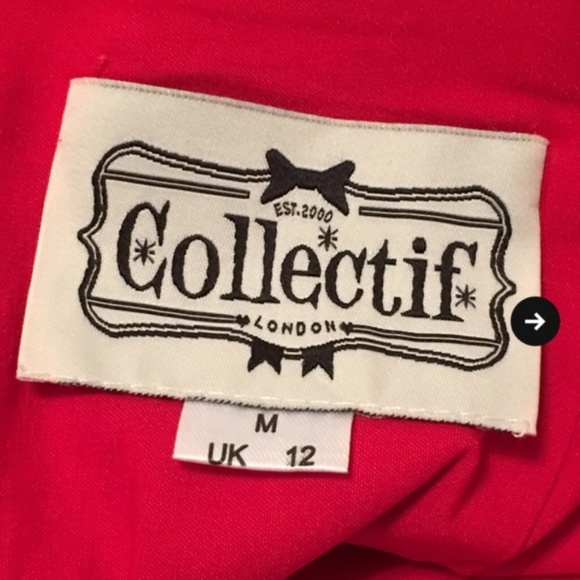 EST.2000
Collectif
LONDON
M
UK 12